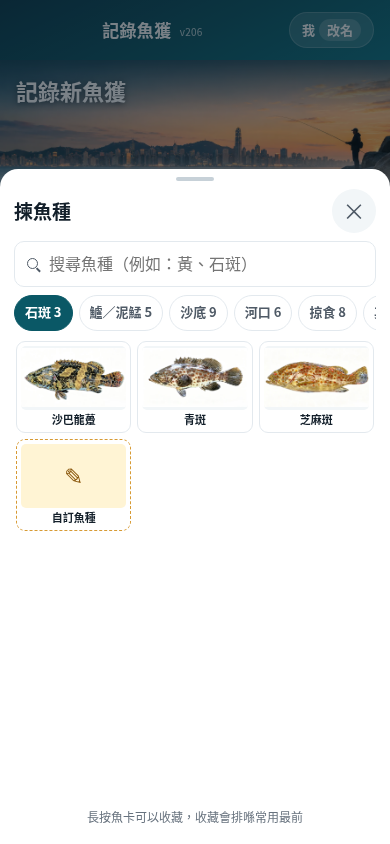 記錄魚獲 v206
我 改名
記錄新魚獲
揀魚種
搜尋魚種（例如：黃、石斑）
石斑 3 鱸／泥鯭 5 沙底 9 河口 6 掠食 8
沙巴龍躉 青斑 芝麻斑
自訂魚種
長按魚卡可以收藏，收藏會排喺常用最前